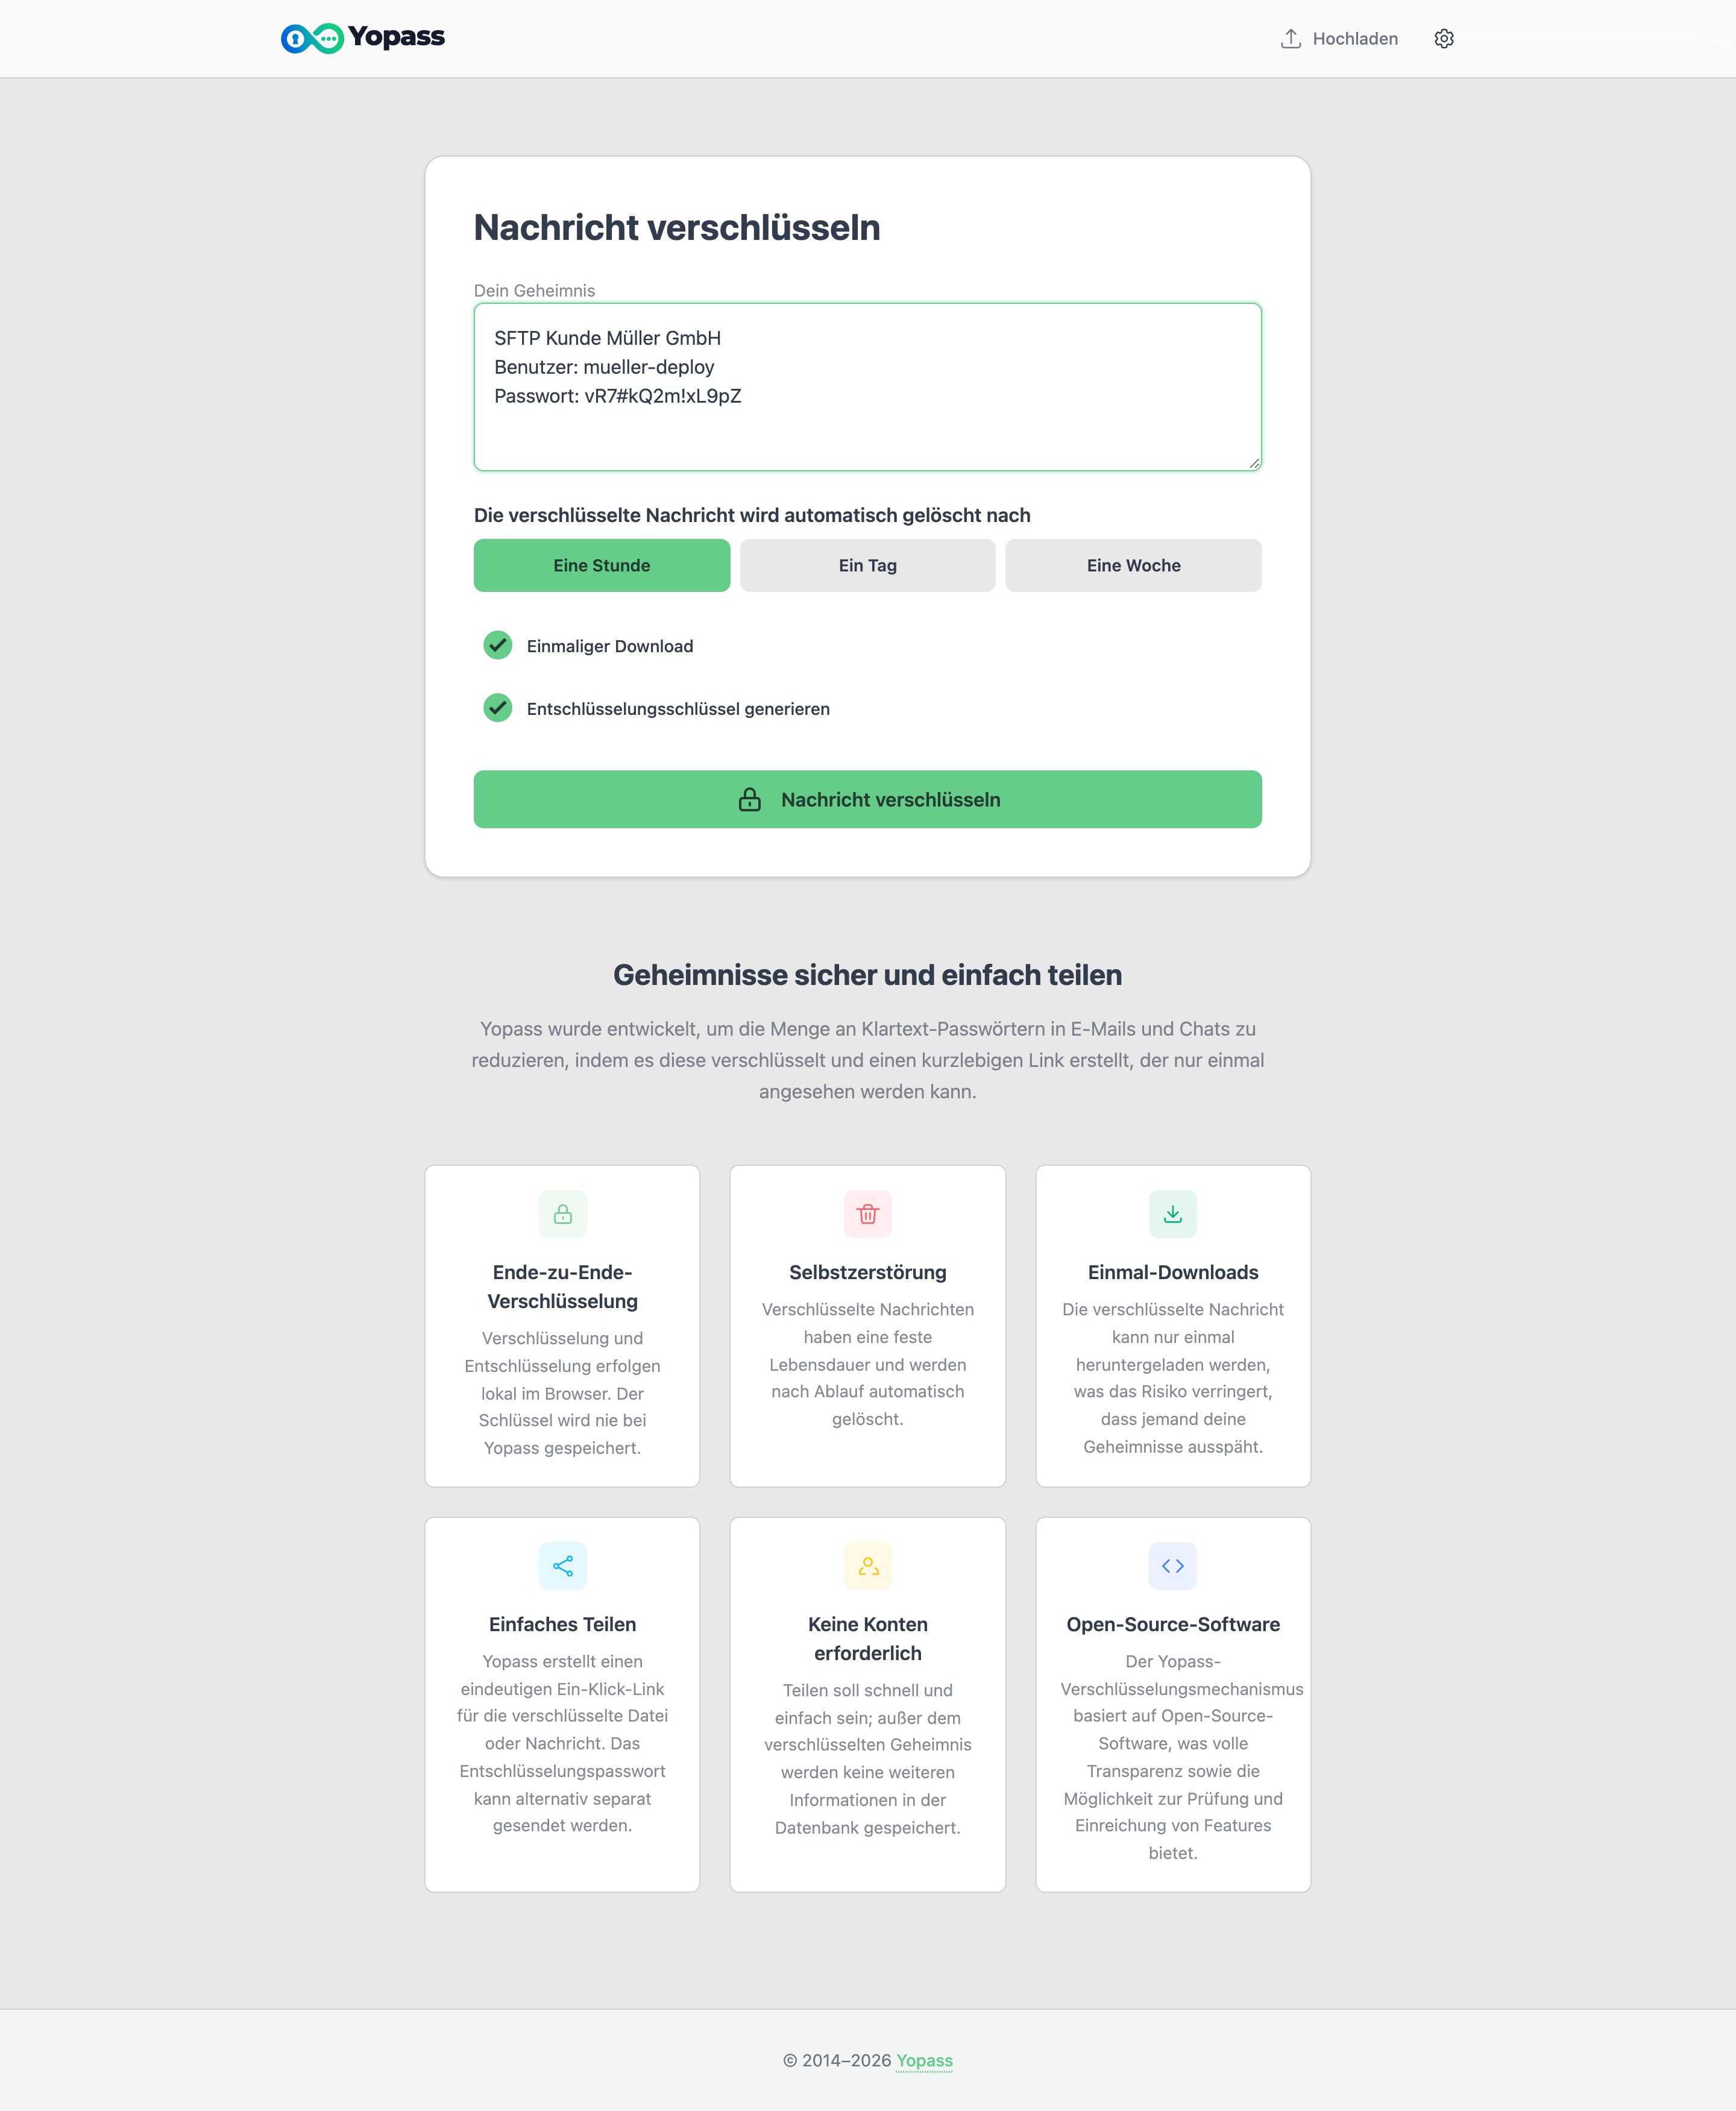 Yopass
Hochladen
Nachricht verschlüsseln
Dein Geheimnis
SFTP Kunde Müller GmbH
Benutzer: mueller-deploy
Passwort: vR7#kQ2m!xL9pZ
Die verschlüsselte Nachricht wird automatisch gelöscht nach
Eine Stunde
Ein Tag
Eine Woche
Einmaliger Download
Entschlüsselungsschlüssel generieren
Nachricht verschlüsseln
Geheimnisse sicher und einfach teilen
Yopass wurde entwickelt, um die Menge an Klartext-Passwörtern in E-Mails und Chats zu
reduzieren, indem es diese verschlüsselt und einen kurzlebigen Link erstellt, der nur einmal
angesehen werden kann.
Ende-zu-Ende-
Verschlüsselung
Verschlüsselung und
Entschlüsselung erfolgen
lokal im Browser. Der
Schlüssel wird nie bei
Yopass gespeichert.
Selbstzerstörung
Verschlüsselte Nachrichten
haben eine feste
Lebensdauer und werden
nach Ablauf automatisch
gelöscht.
Einmal-Downloads
Die verschlüsselte Nachricht
kann nur einmal
heruntergeladen werden,
was das Risiko verringert,
dass jemand deine
Geheimnisse ausspäht.
Einfaches Teilen
Yopass erstellt einen
eindeutigen Ein-Klick-Link
für die verschlüsselte Datei
oder Nachricht. Das
Entschlüsselungspasswort
kann alternativ separat
gesendet werden.
Keine Konten
erforderlich
Teilen soll schnell und
einfach sein; außer dem
verschlüsselten Geheimnis
werden keine weiteren
Informationen in der
Datenbank gespeichert.
Open-Source-Software
Der Yopass-
Verschlüsselungsmechanismus
basiert auf Open-Source-
Software, was volle
Transparenz sowie die
Möglichkeit zur Prüfung und
Einreichung von Features
bietet.
© 2014–2026 Yopass